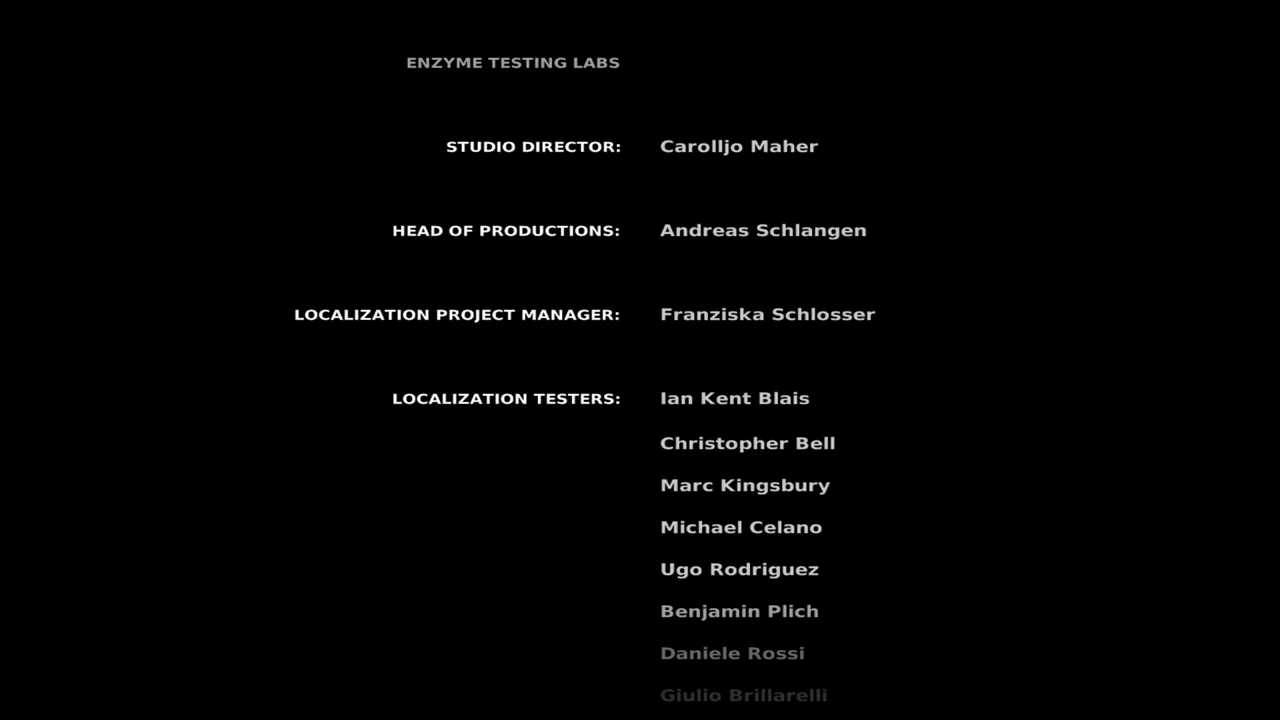 ENZYME TESTING LABS
STUDIO DIRECTOR: Carolljo Maher
HEAD OF PRODUCTIONS: Andreas Schlangen
LOCALIZATION PROJECT MANAGER: Franziska Schlosser
LOCALIZATION TESTERS: Ian Kent Blais
Christopher Bell
Marc Kingsbury
Michael Celano
Ugo Rodriguez
Benjamin Plich
Daniele Rossi
Giulio Brillarelli